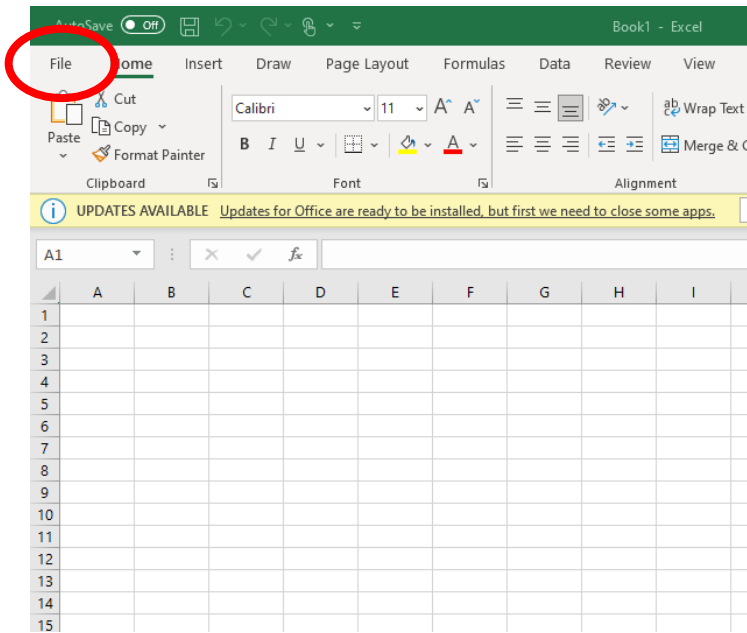 AutoSave Off Book1 - Excel
File Home Insert Draw Page Layout Formulas Data Review View
Cut
Calibri 11 A^ A˅ ab Wrap Text
Paste Copy
B I U A Merge &
Format Painter
Clipboard Font Alignment
UPDATES AVAILABLE Updates for Office are ready to be installed, but first we need to close some apps.
A1 fx
A B C D E F G H I
1
2
3
4
5
6
7
8
9
10
11
12
13
14
15